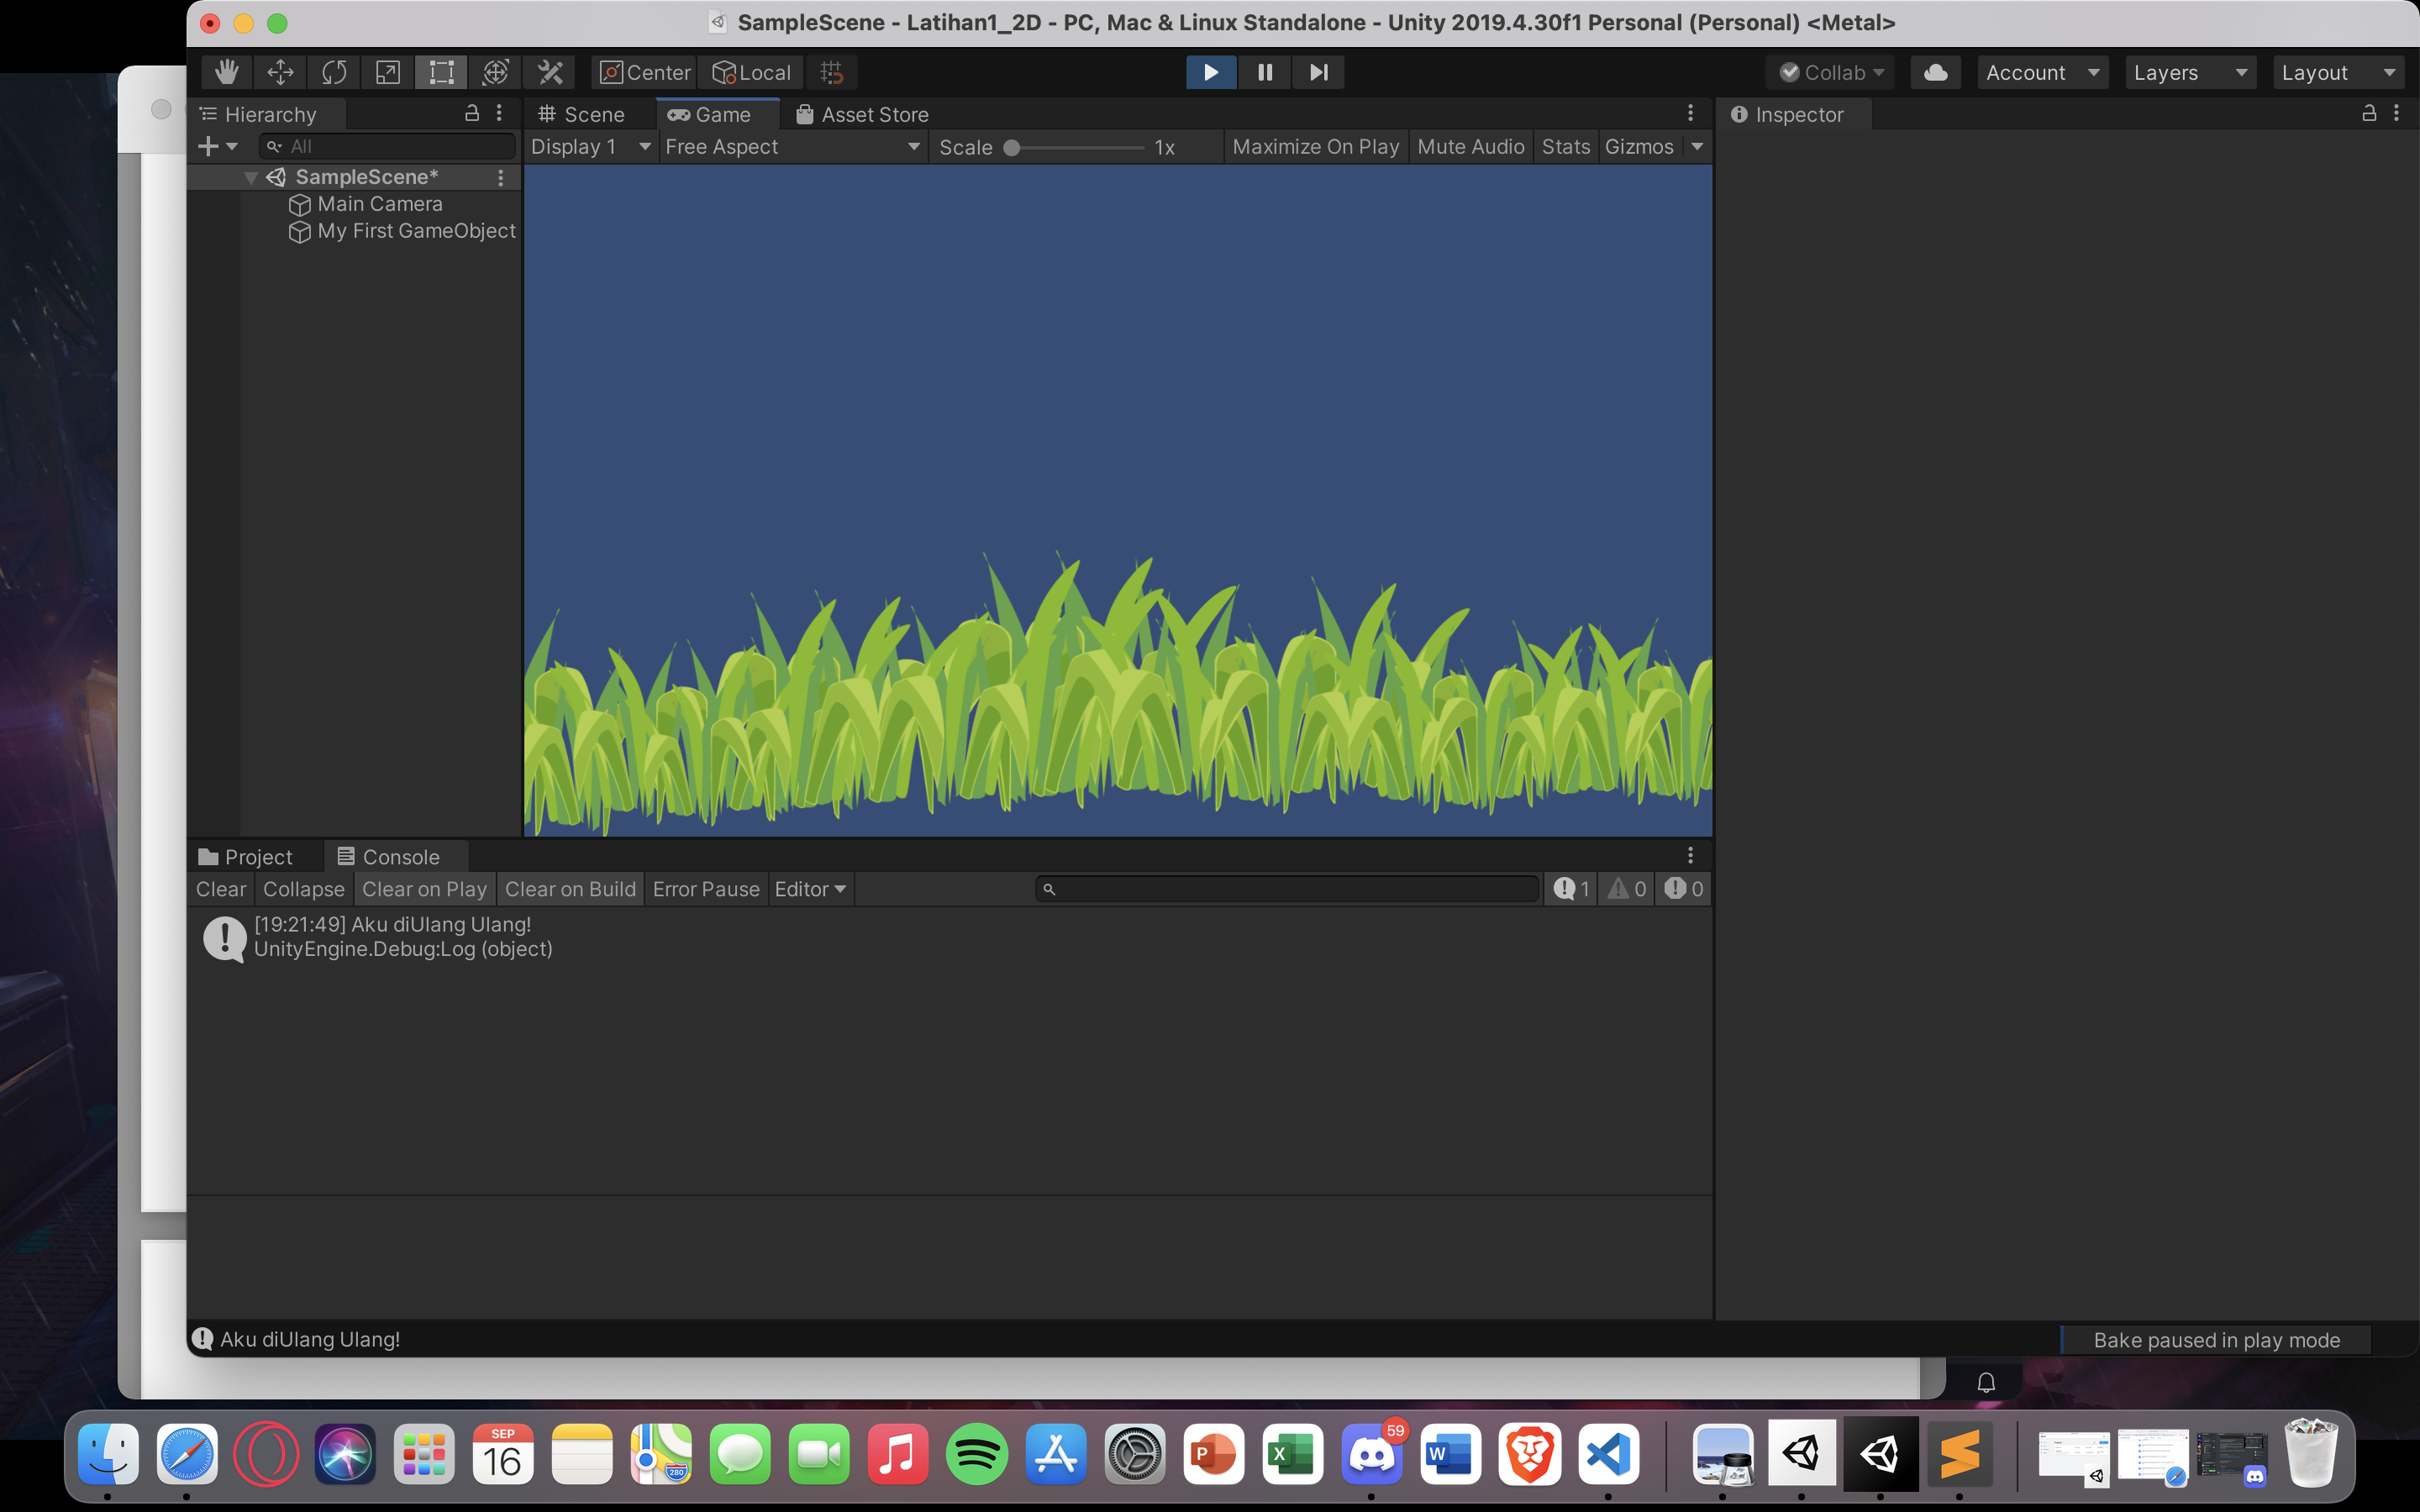 SampleScene - Latihan1_2D - PC, Mac & Linux Standalone - Unity 2019.4.30f1 Personal (Personal) <Metal>
Center Local Collab Account Layers Layout
Hierarchy Scene Game Asset Store Inspector
All Display 1 Free Aspect Scale 1x Maximize On Play Mute Audio Stats Gizmos
SampleScene*
Main Camera
My First GameObject
Project Console
Clear Collapse Clear on Play Clear on Build Error Pause Editor 1 0 0
[19:21:49] Aku diUlang Ulang!
UnityEngine.Debug:Log (object)
Aku diUlang Ulang! Bake paused in play mode
SEP
16
280
P
X
59
W